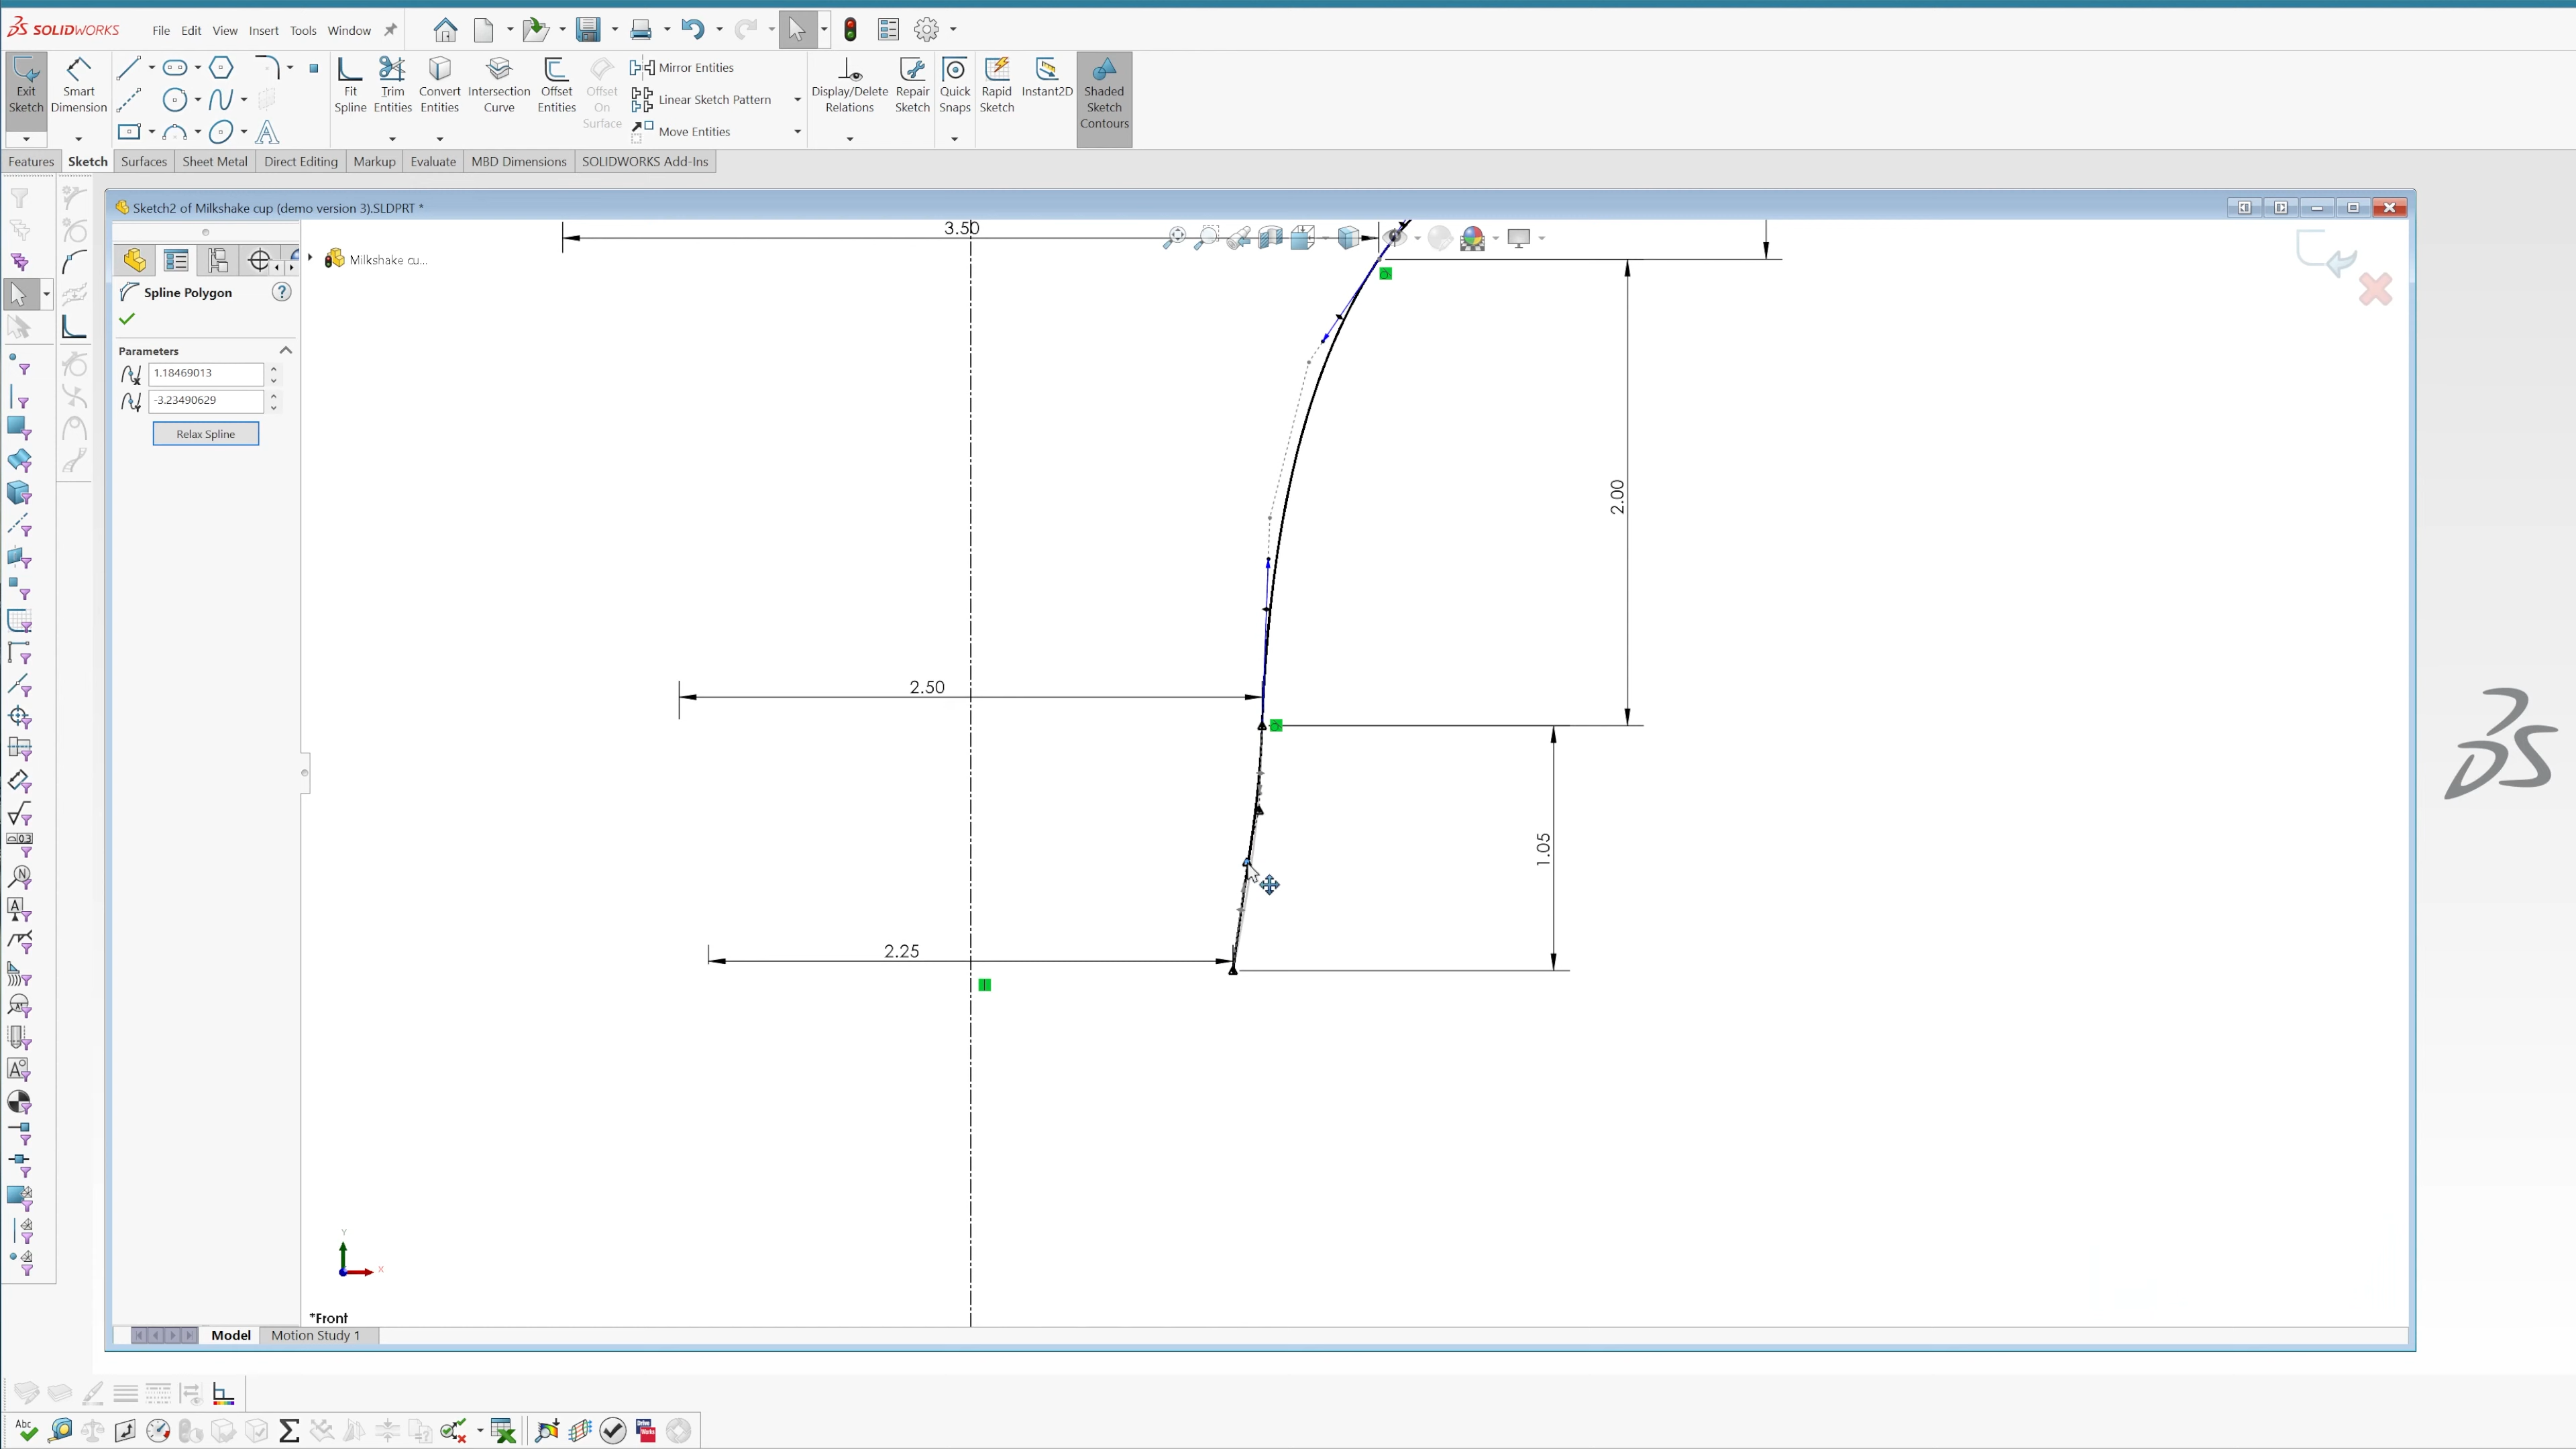 SOLIDWORKS
File Edit View Insert Tools Window
Exit Sketch
Smart Dimension
Fit Spline
Trim Entities
Convert Entities
Intersection Curve
Offset Entities
Offset On Surface
Mirror Entities
Linear Sketch Pattern
Move Entities
Display/Delete Relations
Repair Sketch
Quick Snaps
Rapid Sketch
Instant2D
Shaded Sketch Contours
Features Sketch Surfaces Sheet Metal Direct Editing Markup Evaluate MBD Dimensions SOLIDWORKS Add-Ins
Sketch2 of Milkshake cup (demo version 3).SLDPRT *
Milkshake cu...
Spline Polygon
Parameters
1.18469013
-3.23490629
Relax Spline
3.50
2.00
2.50
1.05
2.25
Y
X
*Front
Model Motion Study 1